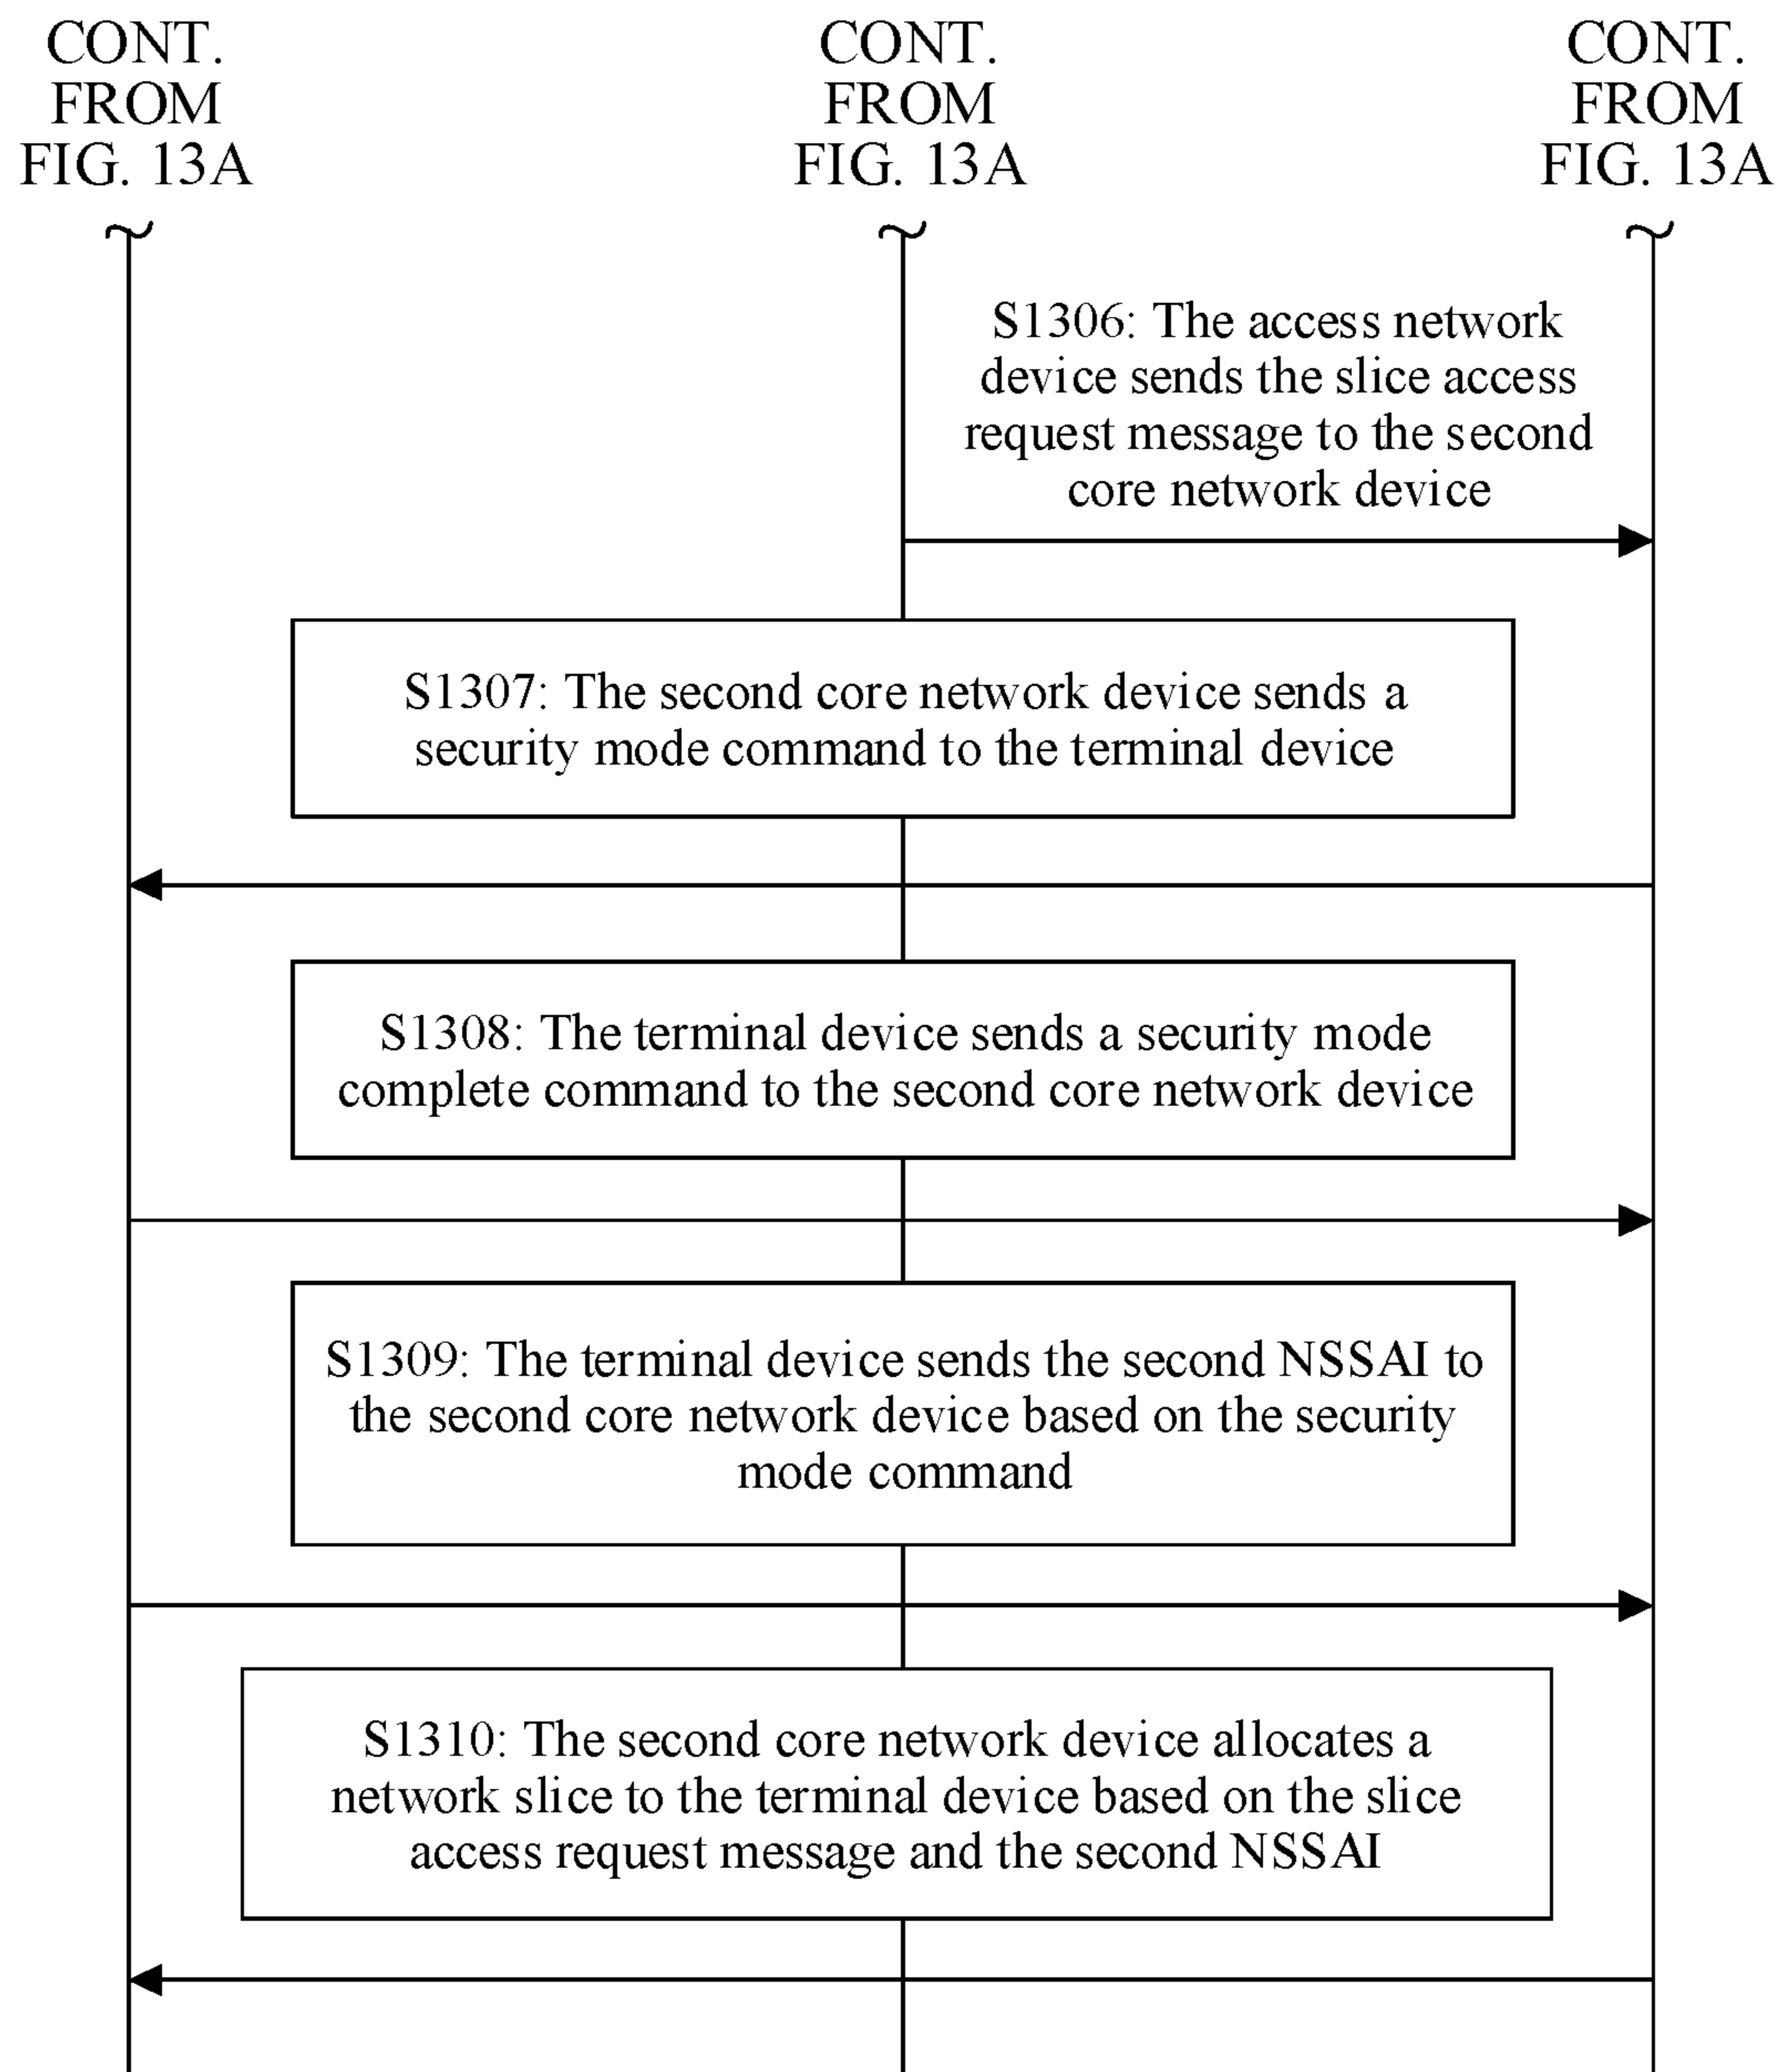 CONT.
FROM
FIG. 13A
CONT.
FROM
FIG. 13A
CONT.
FROM
FIG. 13A
S1306: The access network
device sends the slice access
request message to the second
core network device
S1307: The second core network device sends a
security mode command to the terminal device
S1308: The terminal device sends a security mode
complete command to the second core network device
S1309: The terminal device sends the second NSSAI to
the second core network device based on the security
mode command
S1310: The second core network device allocates a
network slice to the terminal device based on the slice
access request message and the second NSSAI